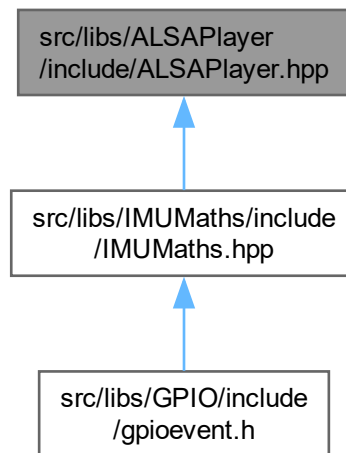 src/libs/ALSAPlayer
/include/ALSAPlayer.hpp
src/libs/IMUMaths/include
/IMUMaths.hpp
src/libs/GPIO/include
/gpioevent.h